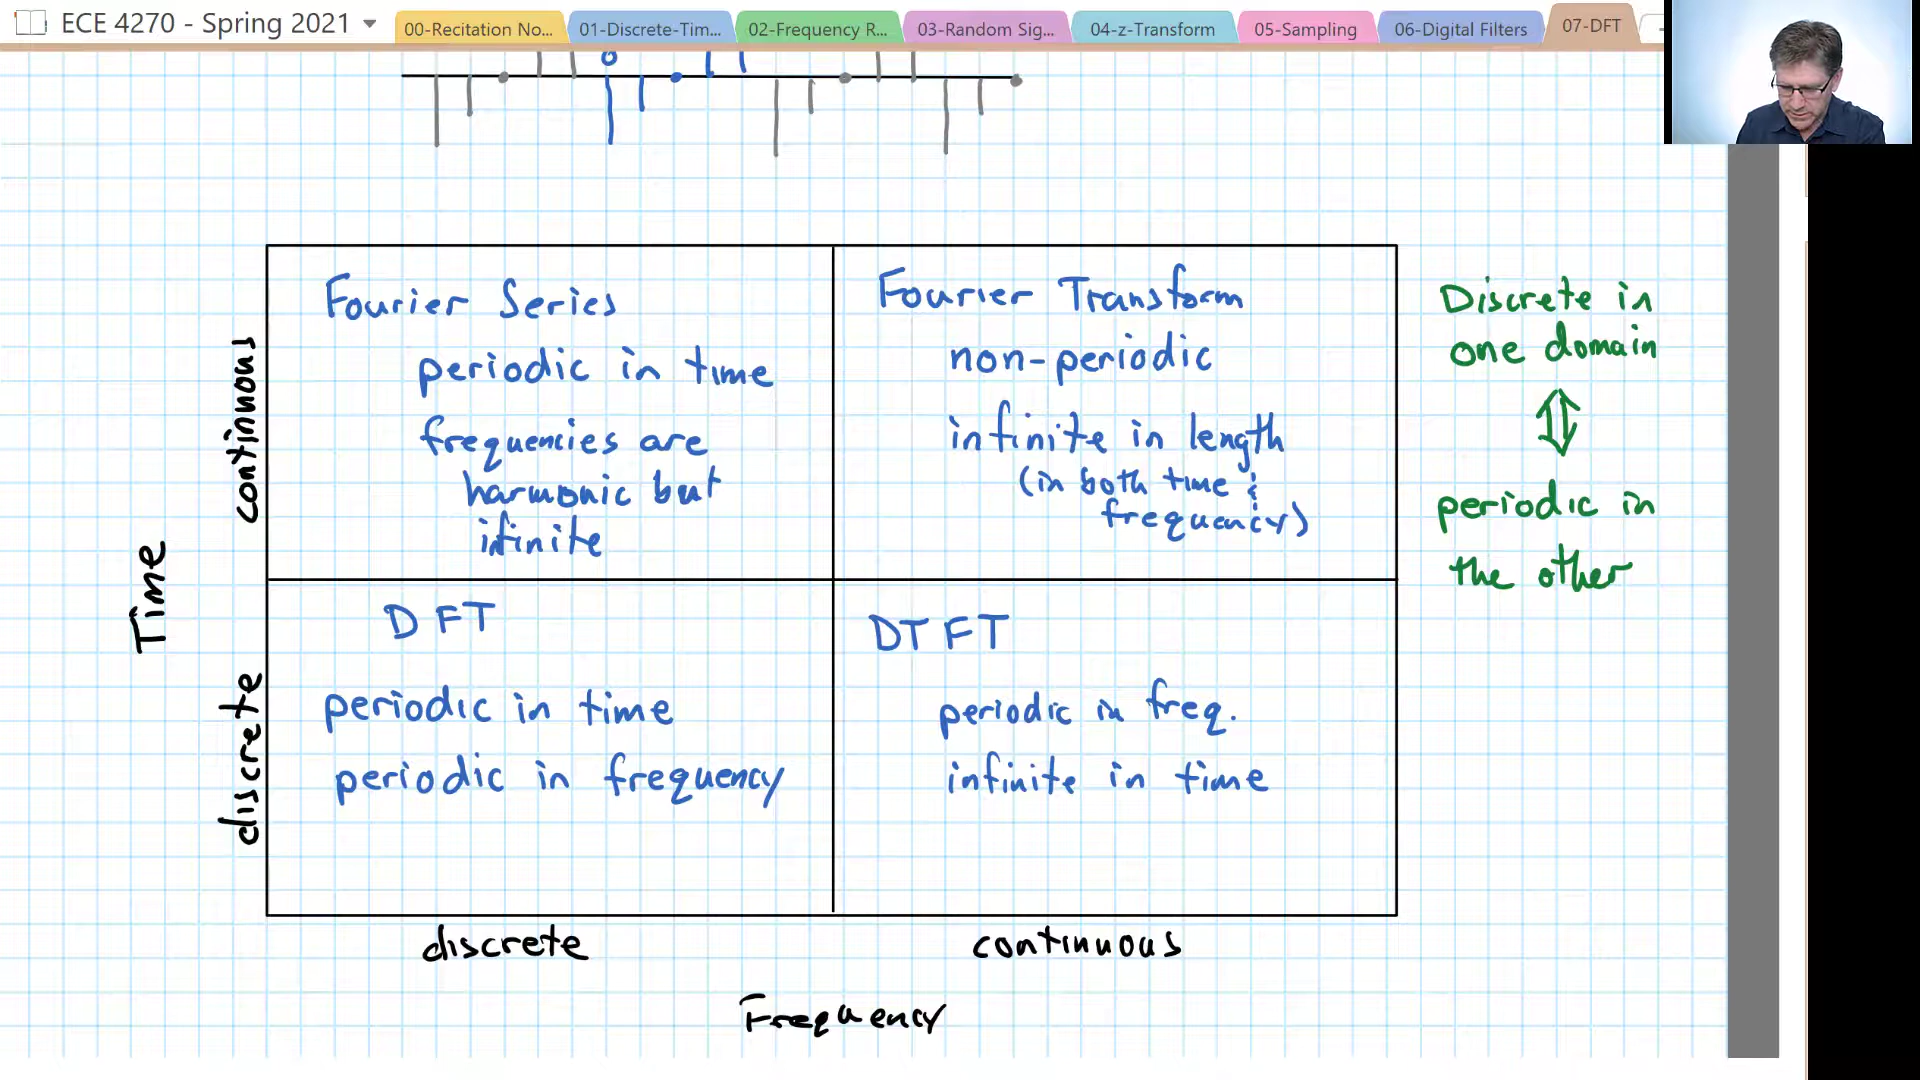 ECE 4270 - Spring 2021
00-Recitation No...
01-Discrete-Tim...
02-Frequency R...
03-Random Sig...
04-z-Transform
05-Sampling
06-Digital Filters
07-DFT
Fourier Series
periodic in time
frequencies are
harmonic but
infinite
Fourier Transform
non-periodic
infinite in length
(in both time &
frequency)
Discrete in
one domain
⇕
periodic in
the other
Time
continuous
discrete
DFT
periodic in time
periodic in frequency
DTFT
periodic in freq.
infinite in time
discrete
continuous
Frequency